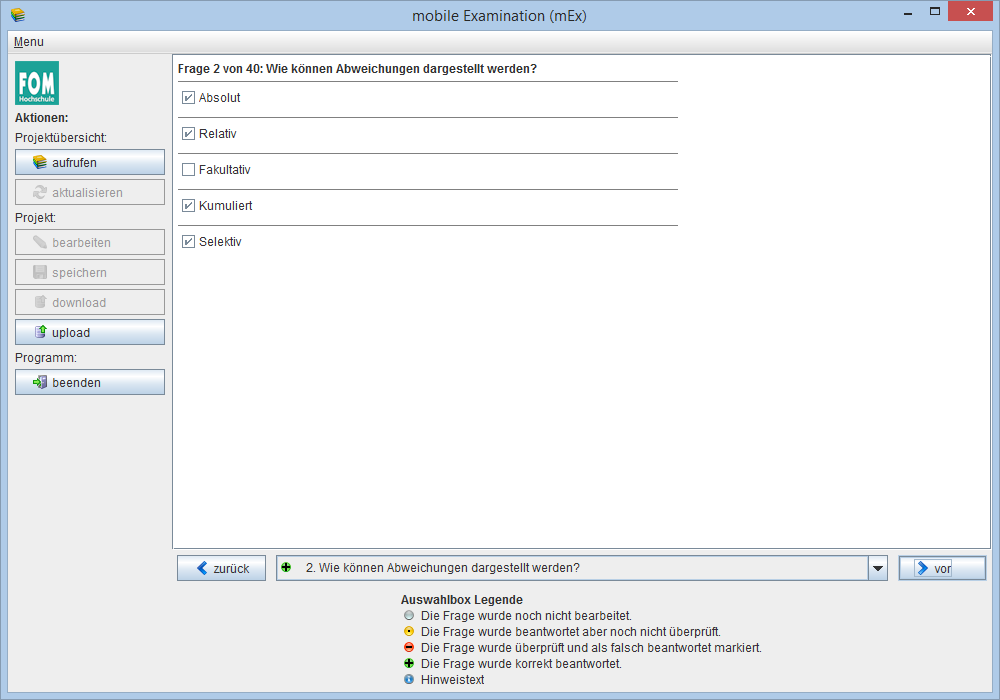 mobile Examination (mEx)
Menu
FOM
Hochschule
Aktionen:
Projektübersicht:
aufrufen
aktualisieren
Projekt:
bearbeiten
speichern
download
upload
Programm:
beenden
Frage 2 von 40: Wie können Abweichungen dargestellt werden?
Absolut
Relativ
Fakultativ
Kumuliert
Selektiv
zurück
2. Wie können Abweichungen dargestellt werden?
vor
Auswahlbox Legende
Die Frage wurde noch nicht bearbeitet.
Die Frage wurde beantwortet aber noch nicht überprüft.
Die Frage wurde überprüft und als falsch beantwortet markiert.
Die Frage wurde korrekt beantwortet.
Hinweistext